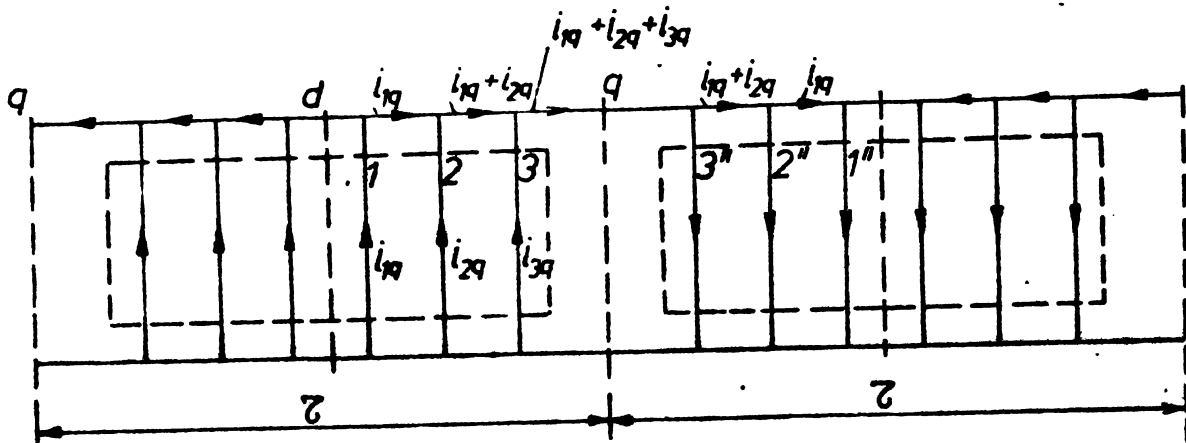 i1q+i2q+i3q
q d i1q i1q+i2q q i1q+i2q i1q
1 2 3 3" 2" 1"
i1q i2q i3q
τ τ